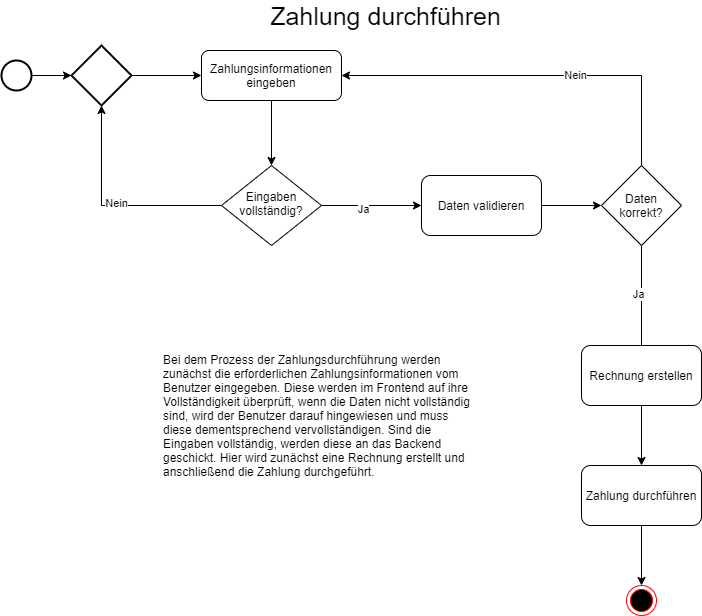 Zahlung durchführen
Zahlungsinformationen
eingeben
Nein
Eingaben
vollständig?
Nein
Ja
Daten validieren
Daten
korrekt?
Ja
Rechnung erstellen
Zahlung durchführen
Bei dem Prozess der Zahlungsdurchführung werden
zunächst die erforderlichen Zahlungsinformationen vom
Benutzer eingegeben. Diese werden im Frontend auf ihre
Vollständigkeit überprüft, wenn die Daten nicht vollständig
sind, wird der Benutzer darauf hingewiesen und muss
diese dementsprechend vervollständigen. Sind die
Eingaben vollständig, werden diese an das Backend
geschickt. Hier wird zunächst eine Rechnung erstellt und
anschließend die Zahlung durchgeführt.